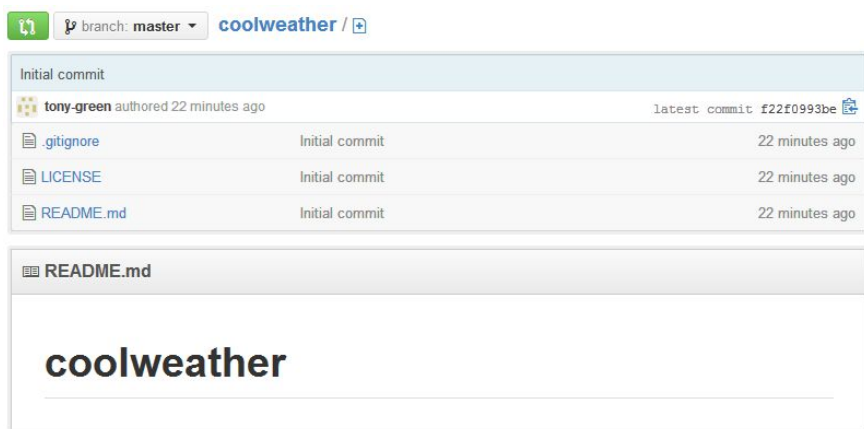 branch: master coolweather /
Initial commit
tony-green authored 22 minutes ago latest commit f22f0993be
.gitignore Initial commit 22 minutes ago
LICENSE Initial commit 22 minutes ago
README.md Initial commit 22 minutes ago
README.md
coolweather